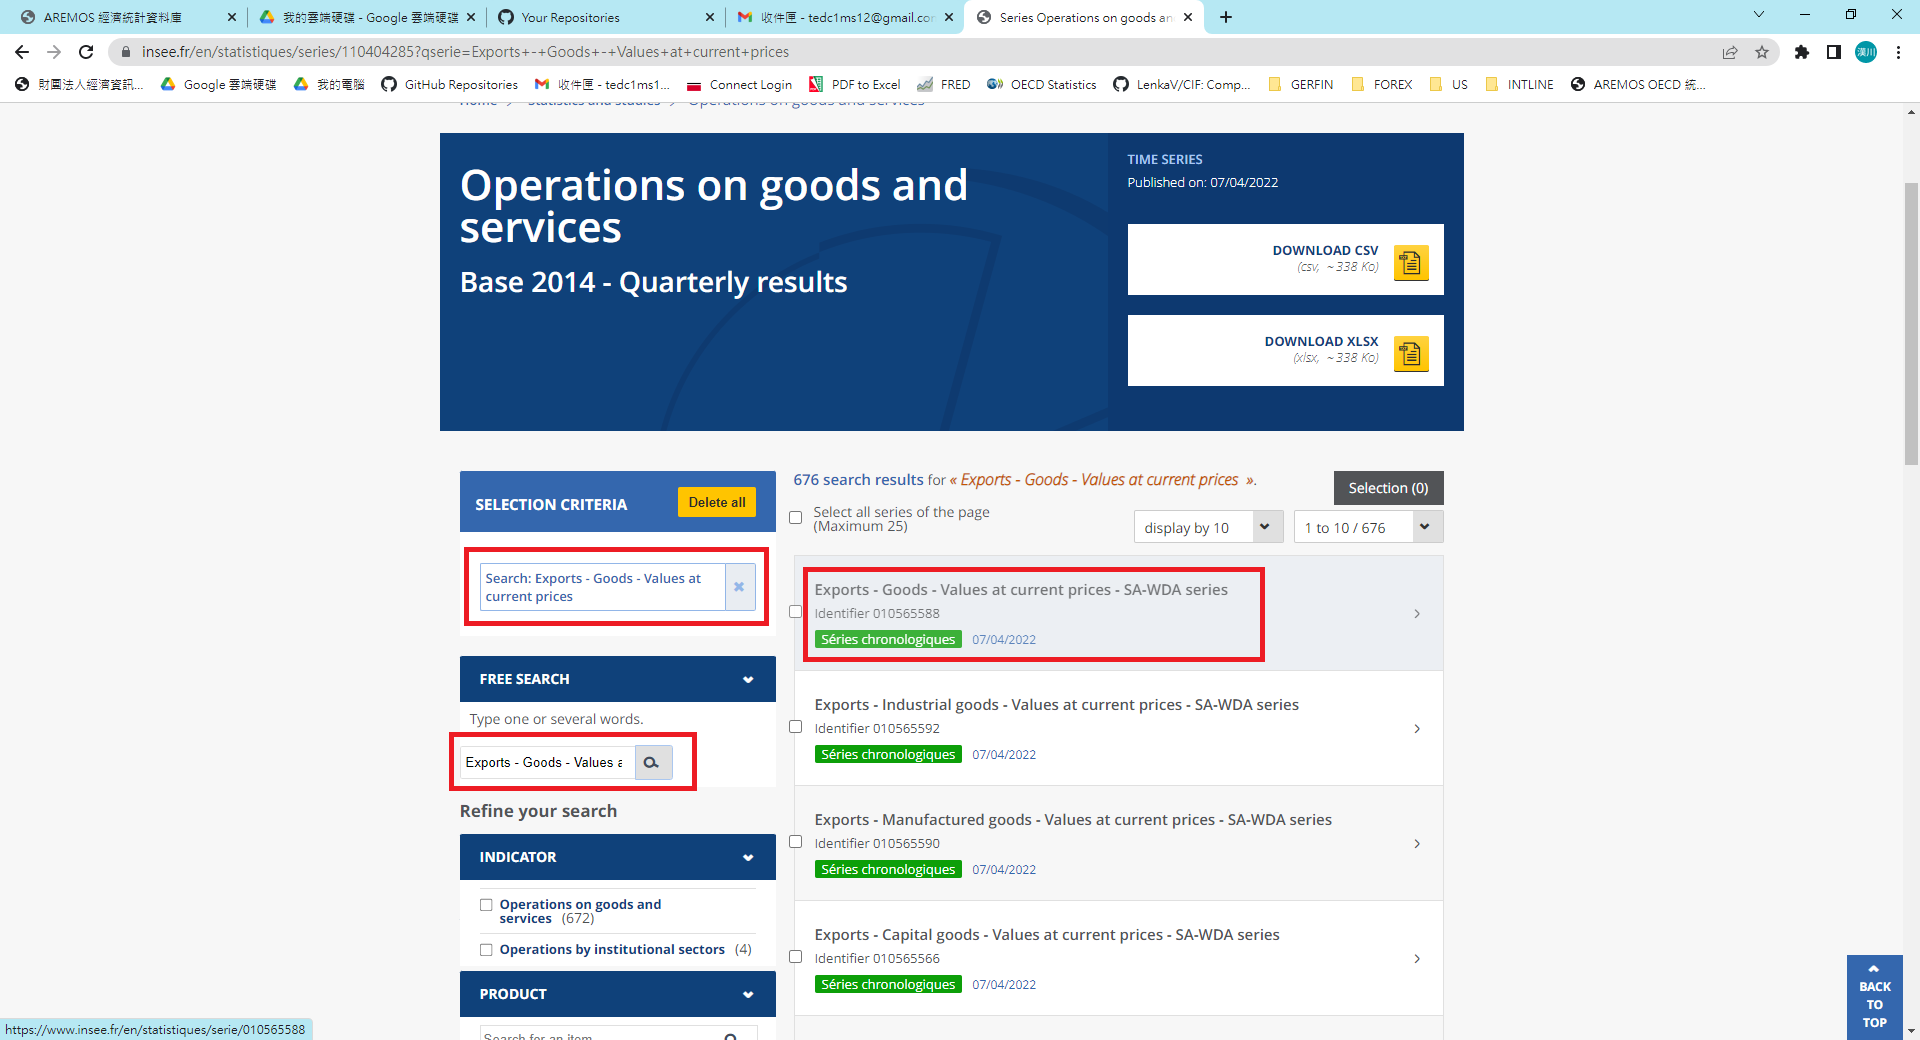 AREMOS 經濟統計資料庫
我的雲端硬碟 - Google 雲端硬碟
Your Repositories
收件匣 - tedc1ms12@gmail.co
Series Operations on goods an
insee.fr/en/statistiques/series/110404285?qserie=Exports+-+Goods+-+Values+at+current+prices
漢川
財團法人經濟資訊...
Google 雲端硬碟
我的電腦
GitHub Repositories
收件匣 - tedc1ms1...
Connect Login
PDF to Excel
FRED
OECD Statistics
LenkaV/CIF: Comp...
GERFIN
FOREX
US
INTLINE
AREMOS OECD 統...
Home > Statistics and studies > Operations on goods and services
Operations on goods and
services
Base 2014 - Quarterly results
TIME SERIES
Published on: 07/04/2022
DOWNLOAD CSV
(csv, ~338 Ko)
DOWNLOAD XLSX
(xlsx, ~338 Ko)
SELECTION CRITERIA
Delete all
Search: Exports - Goods - Values at
current prices
FREE SEARCH
Type one or several words.
Exports - Goods - Values a
Refine your search
INDICATOR
Operations on goods and
services (672)
Operations by institutional sectors (4)
PRODUCT
Search for an item
676 search results for « Exports - Goods - Values at current prices ».
Selection (0)
Select all series of the page
(Maximum 25)
display by 10
1 to 10 / 676
Exports - Goods - Values at current prices - SA-WDA series
Identifier 010565588
Séries chronologiques 07/04/2022
Exports - Industrial goods - Values at current prices - SA-WDA series
Identifier 010565592
Séries chronologiques 07/04/2022
Exports - Manufactured goods - Values at current prices - SA-WDA series
Identifier 010565590
Séries chronologiques 07/04/2022
Exports - Capital goods - Values at current prices - SA-WDA series
Identifier 010565566
Séries chronologiques 07/04/2022
BACK
TO
TOP
https://www.insee.fr/en/statistiques/serie/010565588